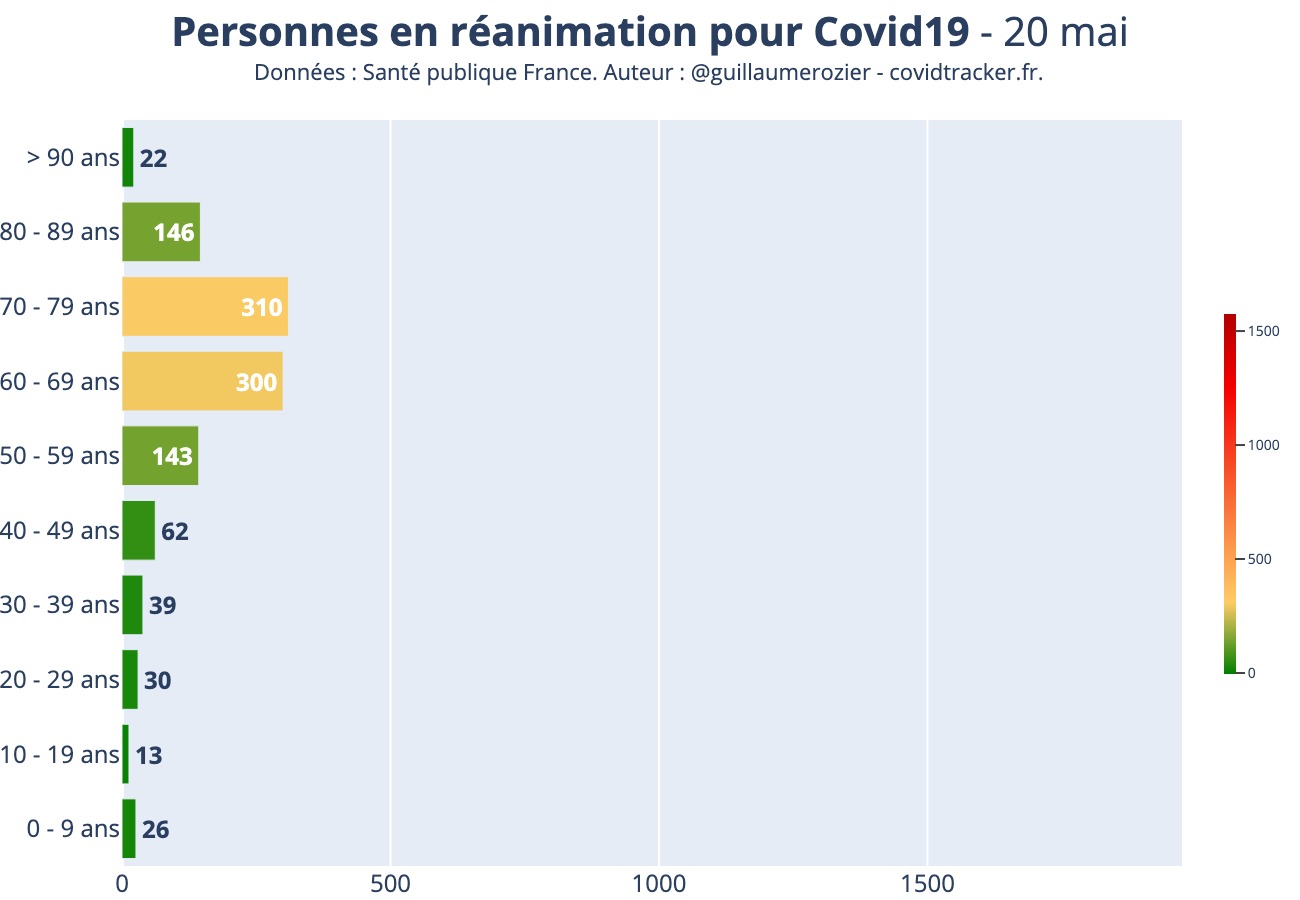 Personnes en réanimation pour Covid19 - 20 mai
Données : Santé publique France. Auteur : @guillaumerozier - covidtracker.fr.
> 90 ans 22
80 - 89 ans 146
70 - 79 ans 310
60 - 69 ans 300
50 - 59 ans 143
40 - 49 ans 62
30 - 39 ans 39
20 - 29 ans 30
10 - 19 ans 13
0 - 9 ans 26
0 500 1000 1500
1500
1000
500
0